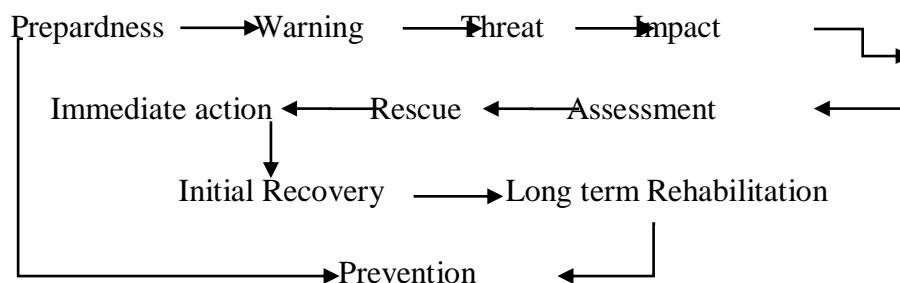 Prepardness Warning Threat Impact
Immediate action Rescue Assessment
Initial Recovery Long term Rehabilitation
Prevention